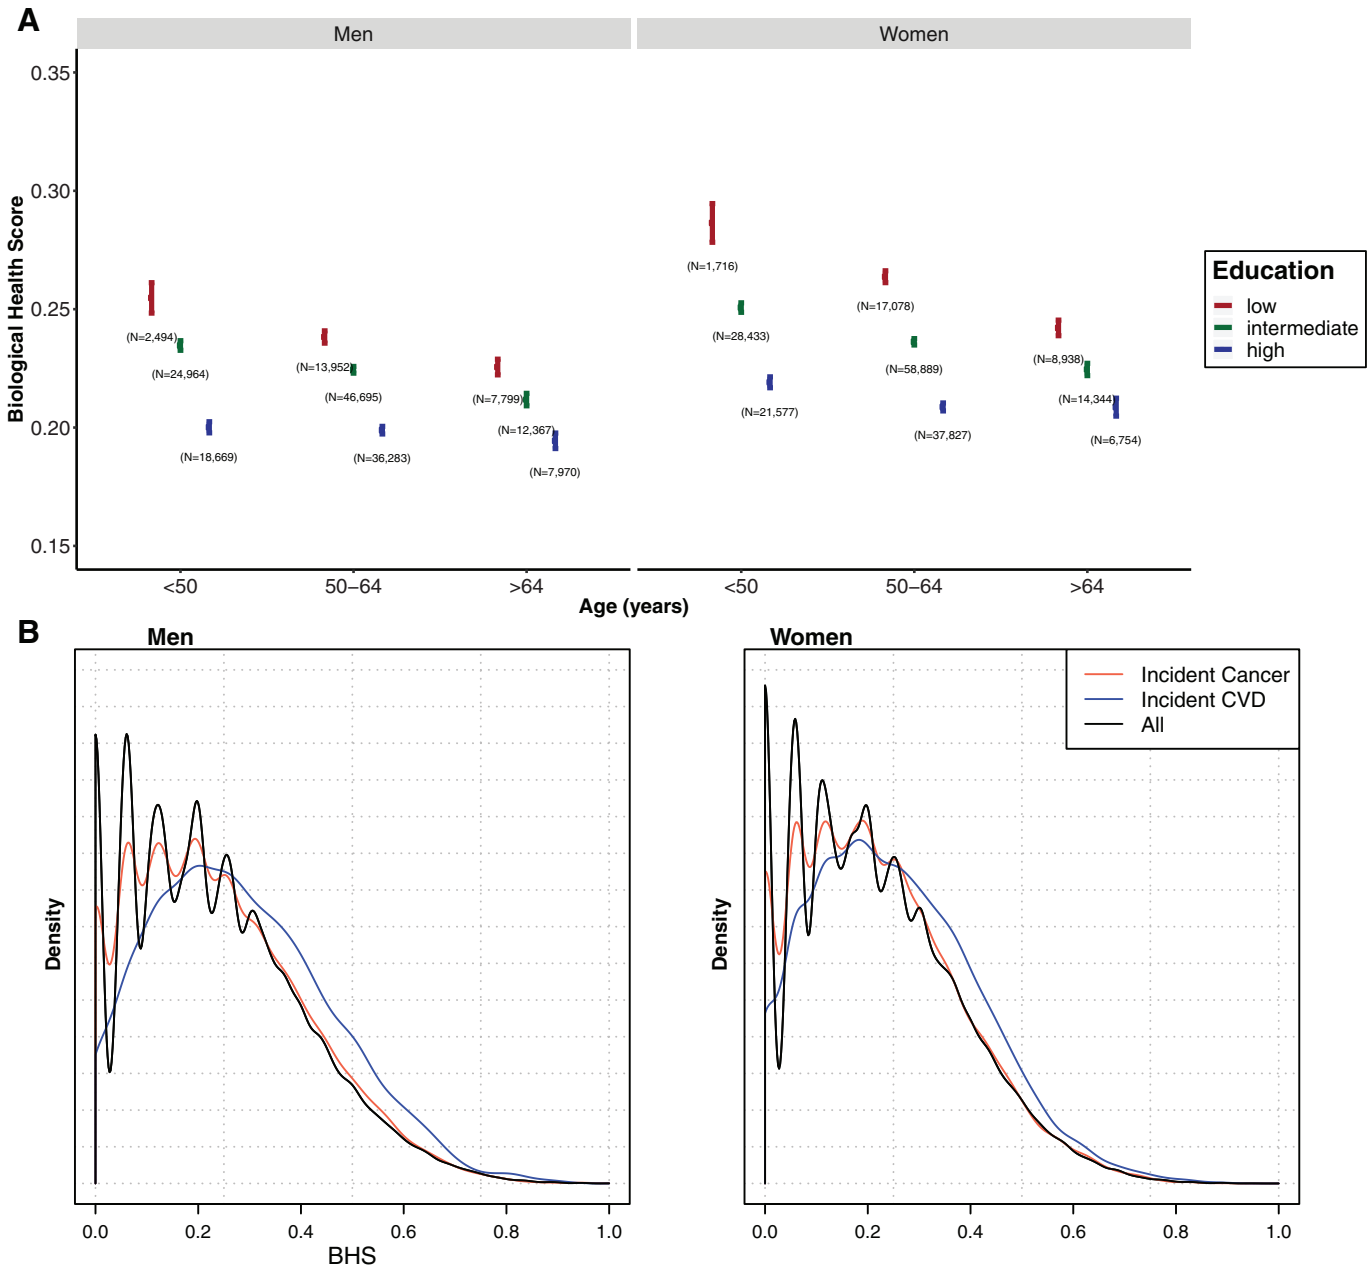 A
Men
Women
0.35
0.30
0.25
0.20
0.15
Biological Health Score
(N=2,494)
(N=24,964)
(N=18,669)
(N=13,952)
(N=46,695)
(N=36,283)
(N=7,799)
(N=12,367)
(N=7,970)
(N=1,716)
(N=28,433)
(N=21,577)
(N=17,078)
(N=58,889)
(N=37,827)
(N=8,938)
(N=14,344)
(N=6,754)
Education
low
intermediate
high
<50
50–64
>64
<50
50–64
>64
Age (years)
B
Men
Women
Incident Cancer
Incident CVD
All
Density
Density
0.0
0.2
0.4
0.6
0.8
1.0
BHS
0.0
0.2
0.4
0.6
0.8
1.0